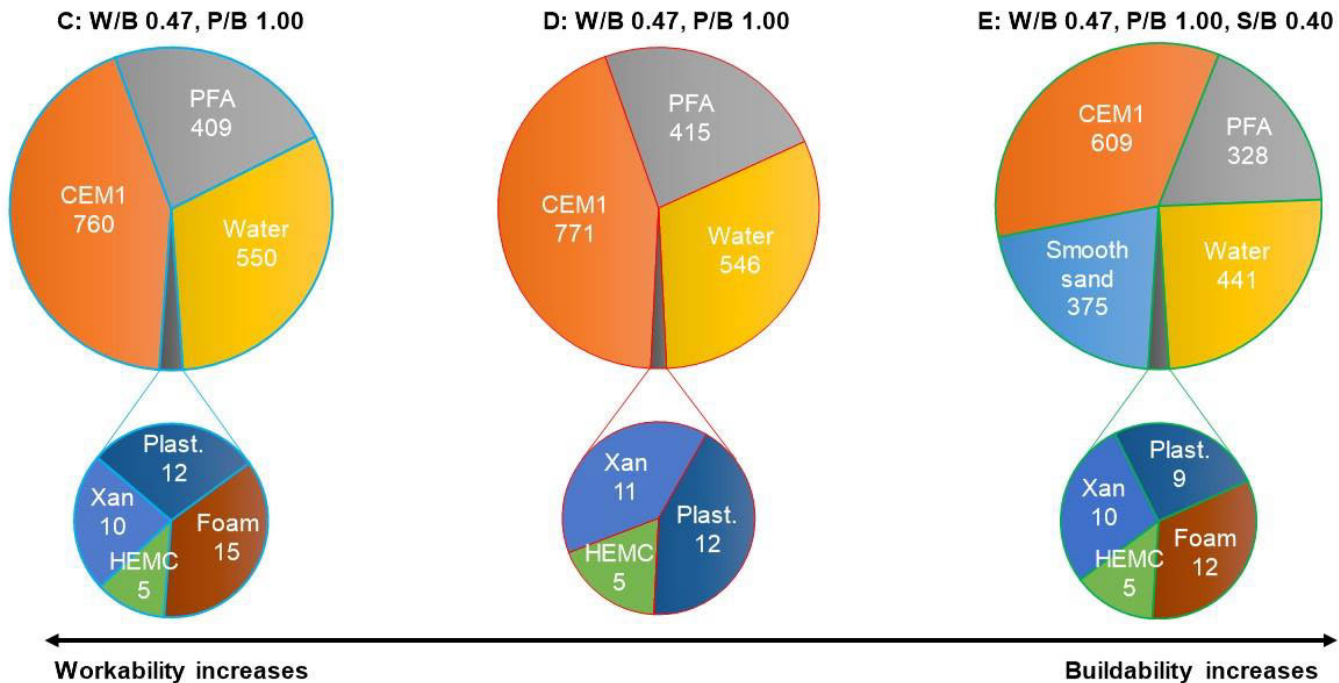 C: W/B 0.47, P/B 1.00
PFA
409
CEM1
760
Water
550
Plast.
12
Xan
10
Foam
15
HEMC
5
D: W/B 0.47, P/B 1.00
PFA
415
CEM1
771
Water
546
Xan
11
Plast.
12
HEMC
5
E: W/B 0.47, P/B 1.00, S/B 0.40
CEM1
609
PFA
328
Smooth
sand
375
Water
441
Plast.
9
Xan
10
Foam
12
HEMC
5
Workability increases
Buildability increases